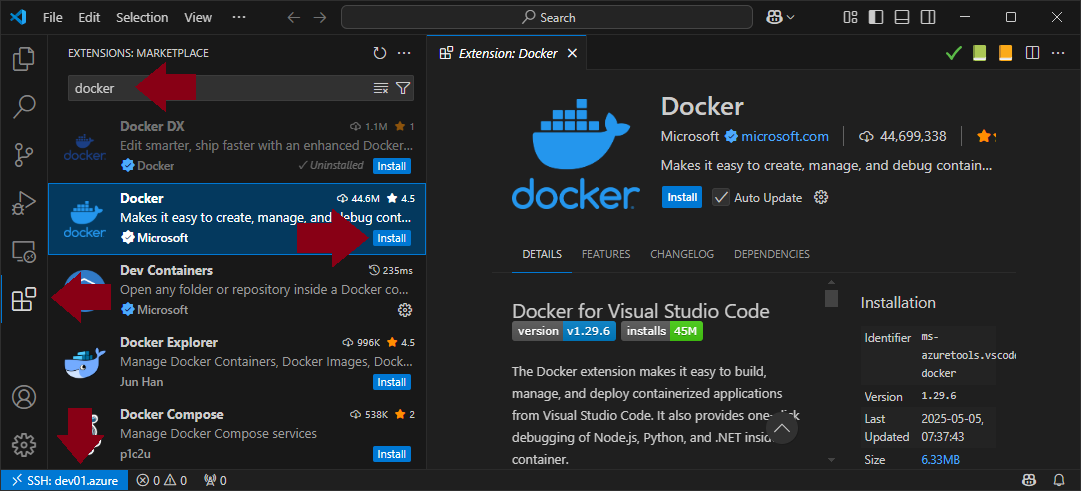 File Edit Selection View ··· Search
EXTENSIONS: MARKETPLACE
docker
Docker DX 1.1M 1
Edit smarter, ship faster with an enhanced Docker...
Docker Uninstalled Install
docker
Docker 44.6M 4.5
Makes it easy to create, manage, and debug cont...
Microsoft Install
docker
Dev Containers 235ms
Open any folder or repository inside a Docker co...
Microsoft
Docker Explorer 996K 4.5
Manage Docker Containers, Docker Images, Dock...
Jun Han Install
Docker Compose 538K 2
Manage Docker Compose services
p1c2u Install
Extension: Docker
docker
Docker
Microsoft microsoft.com 44,699,338
Makes it easy to create, manage, and debug contain...
Install Auto Update
DETAILS FEATURES CHANGELOG DEPENDENCIES
Docker for Visual Studio Code
version v1.29.6 installs 45M
The Docker extension makes it easy to build,
manage, and deploy containerized applications
from Visual Studio Code. It also provides one-click
debugging of Node.js, Python, and .NET inside
container.
Installation
Identifier ms-
azuretools.vscode
docker
Version 1.29.6
Last Updated 2025-05-05,
07:37:43
Size 6.33MB
SSH: dev01.azure 0 0 0